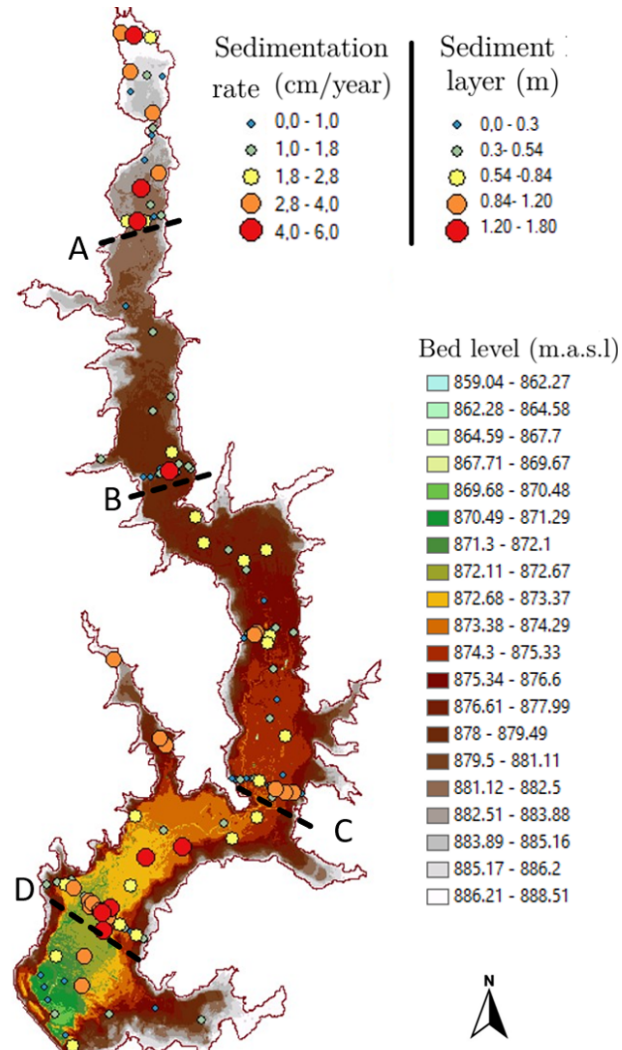 Sedimentation
rate (cm/year)
0,0 - 1,0
1,0 - 1,8
1,8 - 2,8
2,8 - 4,0
4,0 - 6,0
Sediment
layer (m)
0,0 - 0.3
0.3- 0.54
0.54 -0.84
0.84- 1.20
1.20 - 1.80
A
B
C
D
Bed level (m.a.s.l)
859.04 - 862.27
862.28 - 864.58
864.59 - 867.7
867.71 - 869.67
869.68 - 870.48
870.49 - 871.29
871.3 - 872.1
872.11 - 872.67
872.68 - 873.37
873.38 - 874.29
874.3 - 875.33
875.34 - 876.6
876.61 - 877.99
878 - 879.49
879.5 - 881.11
881.12 - 882.5
882.51 - 883.88
883.89 - 885.16
885.17 - 886.2
886.21 - 888.51
N